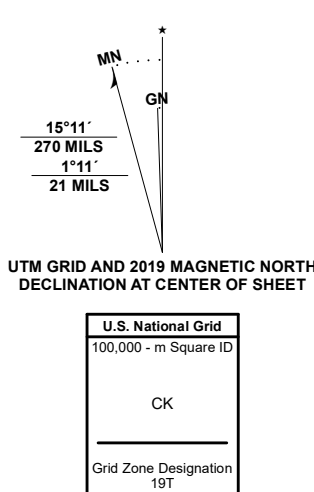 ★
MN
GN
15°11´
270 MILS
1°11´
21 MILS
UTM GRID AND 2019 MAGNETIC NORTH
DECLINATION AT CENTER OF SHEET
U.S. National Grid
100,000 - m Square ID
CK
Grid Zone Designation
19T